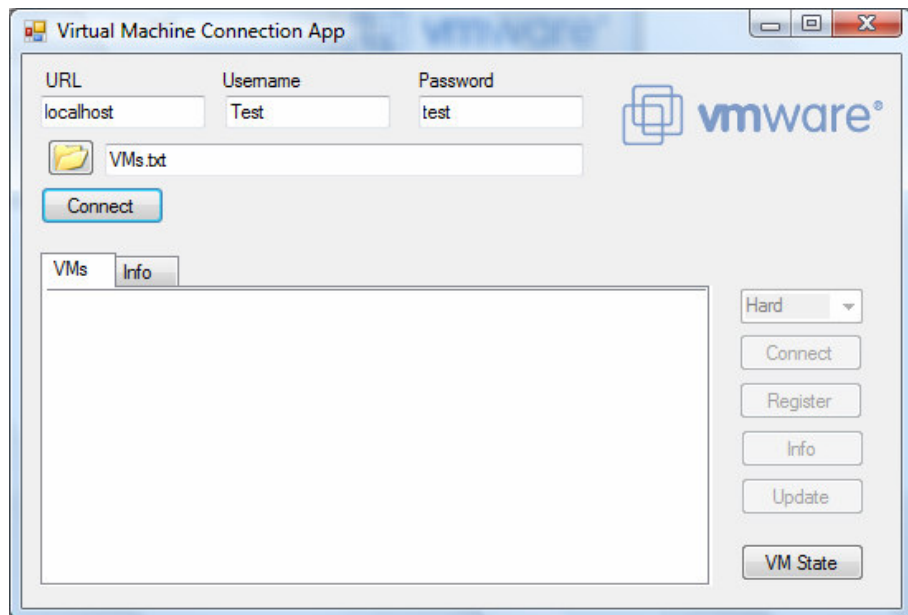 Virtual Machine Connection App
URL Username Password
localhost Test test
vmware®
VMs.txt
Connect
VMs Info
Hard
Connect
Register
Info
Update
VM State